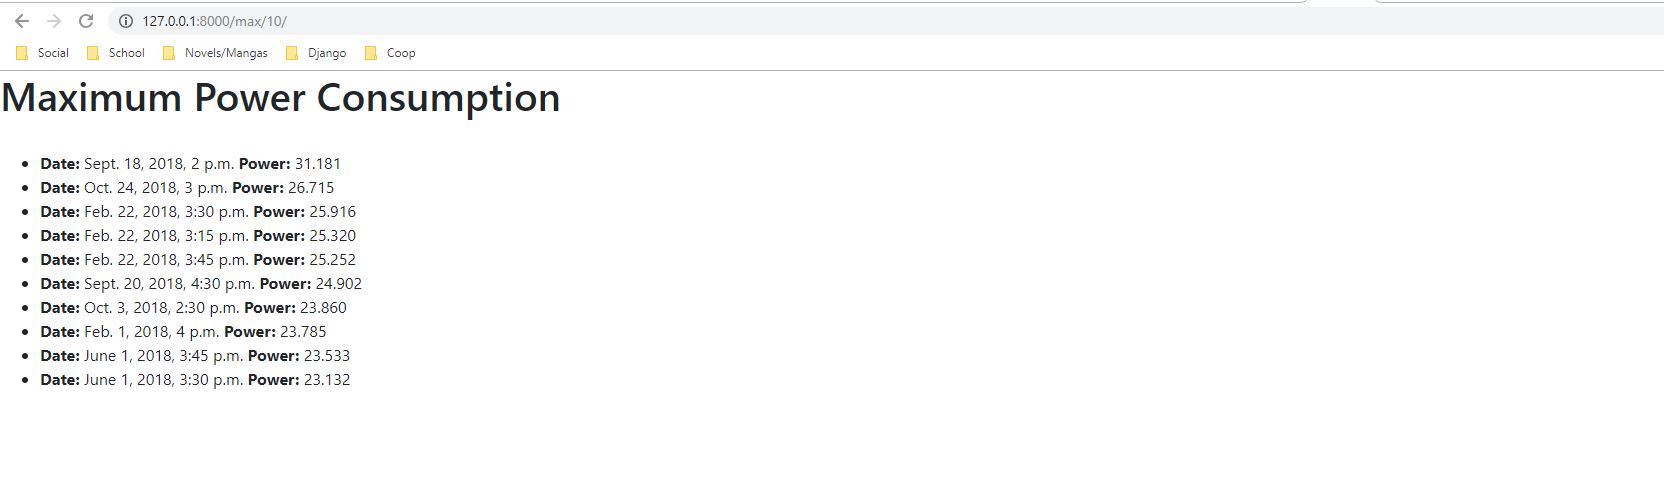 127.0.0.1:8000/max/10/
Social School Novels/Mangas Django Coop
Maximum Power Consumption
Date: Sept. 18, 2018, 2 p.m. Power: 31.181
Date: Oct. 24, 2018, 3 p.m. Power: 26.715
Date: Feb. 22, 2018, 3:30 p.m. Power: 25.916
Date: Feb. 22, 2018, 3:15 p.m. Power: 25.320
Date: Feb. 22, 2018, 3:45 p.m. Power: 25.252
Date: Sept. 20, 2018, 4:30 p.m. Power: 24.902
Date: Oct. 3, 2018, 2:30 p.m. Power: 23.860
Date: Feb. 1, 2018, 4 p.m. Power: 23.785
Date: June 1, 2018, 3:45 p.m. Power: 23.533
Date: June 1, 2018, 3:30 p.m. Power: 23.132